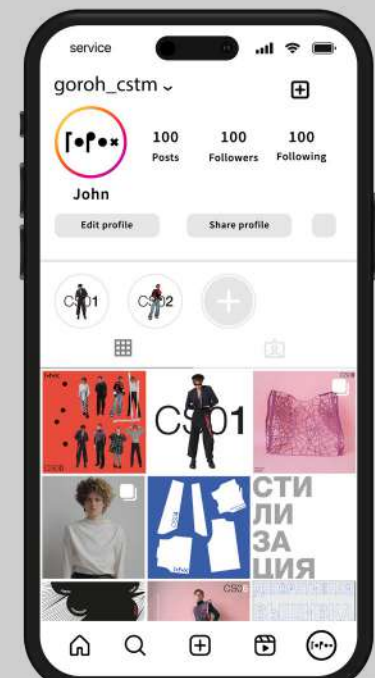 service
goroh_cstm
100 100 100
Posts Followers Following
John
Edit profile Share profile
CS01 CS02
CS01
СТИ
ЛИ
ЗА
ЦИЯ